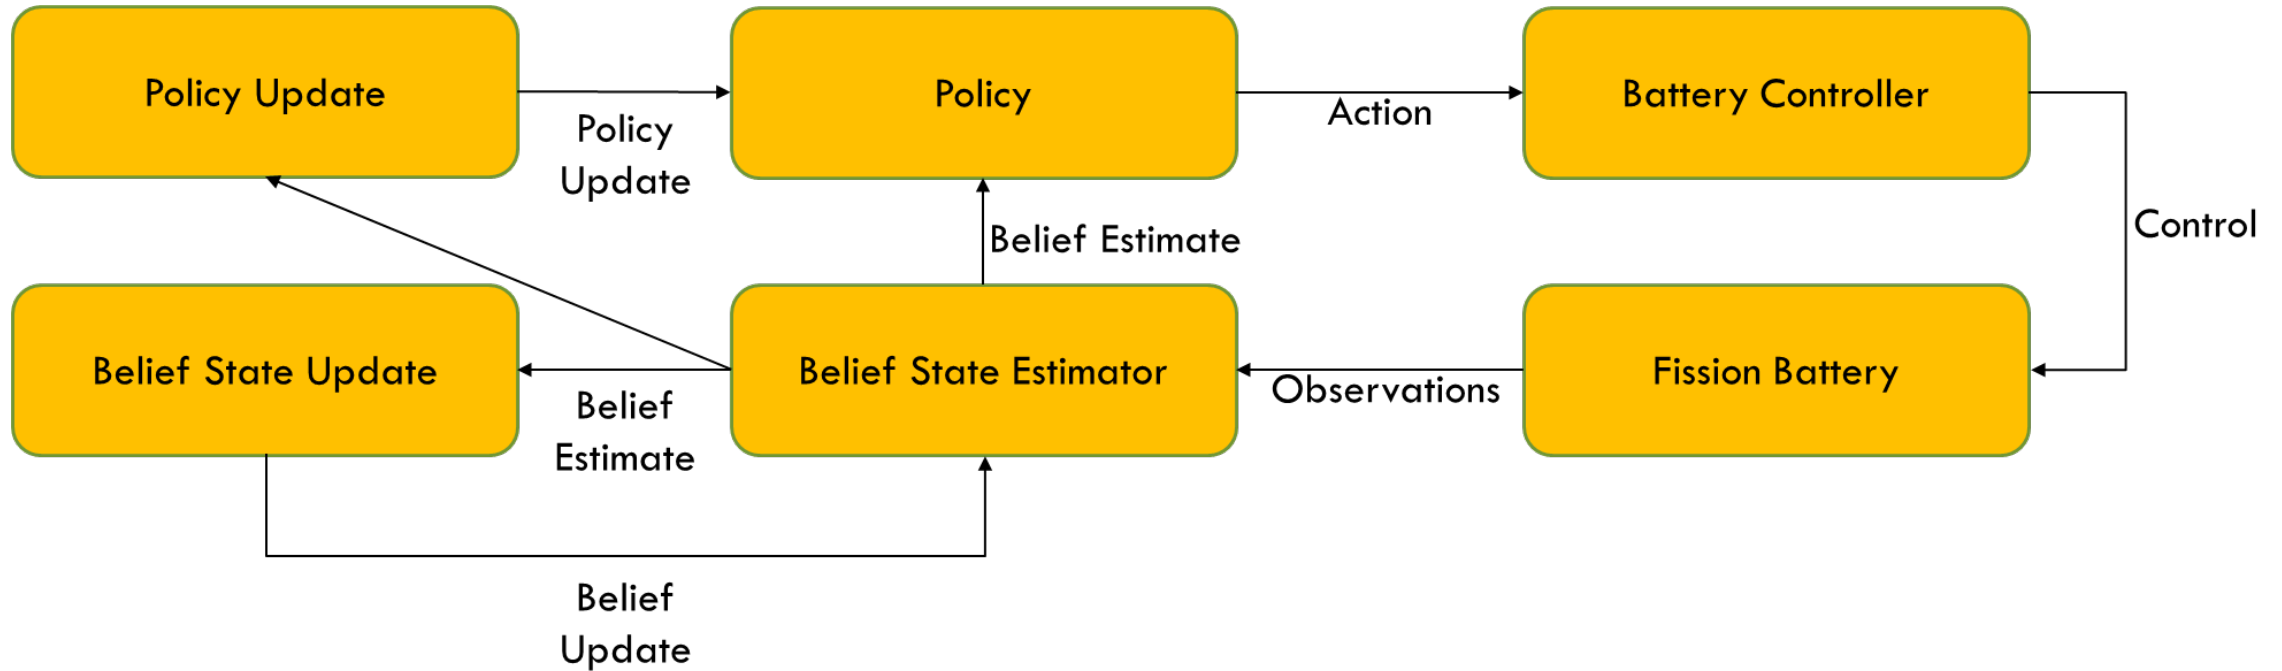 Policy Update
Policy
Battery Controller
Policy
Update
Action
Control
Belief Estimate
Belief State Update
Belief State Estimator
Fission Battery
Belief
Estimate
Observations
Belief
Update